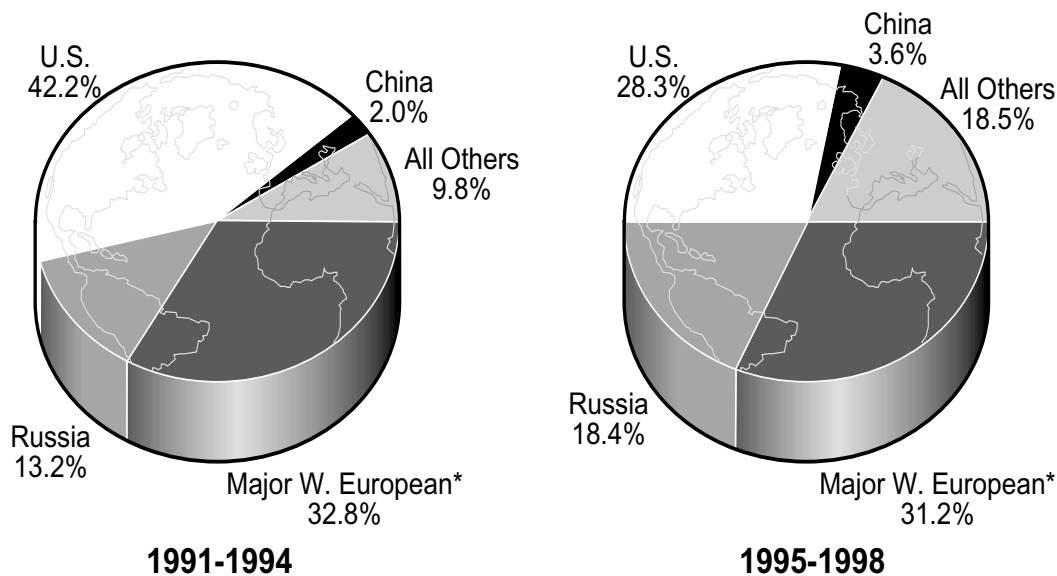 U.S.
42.2%
China
2.0%
All Others
9.8%
Russia
13.2%
Major W. European*
32.8%
1991-1994
U.S.
28.3%
China
3.6%
All Others
18.5%
Russia
18.4%
Major W. European*
31.2%
1995-1998